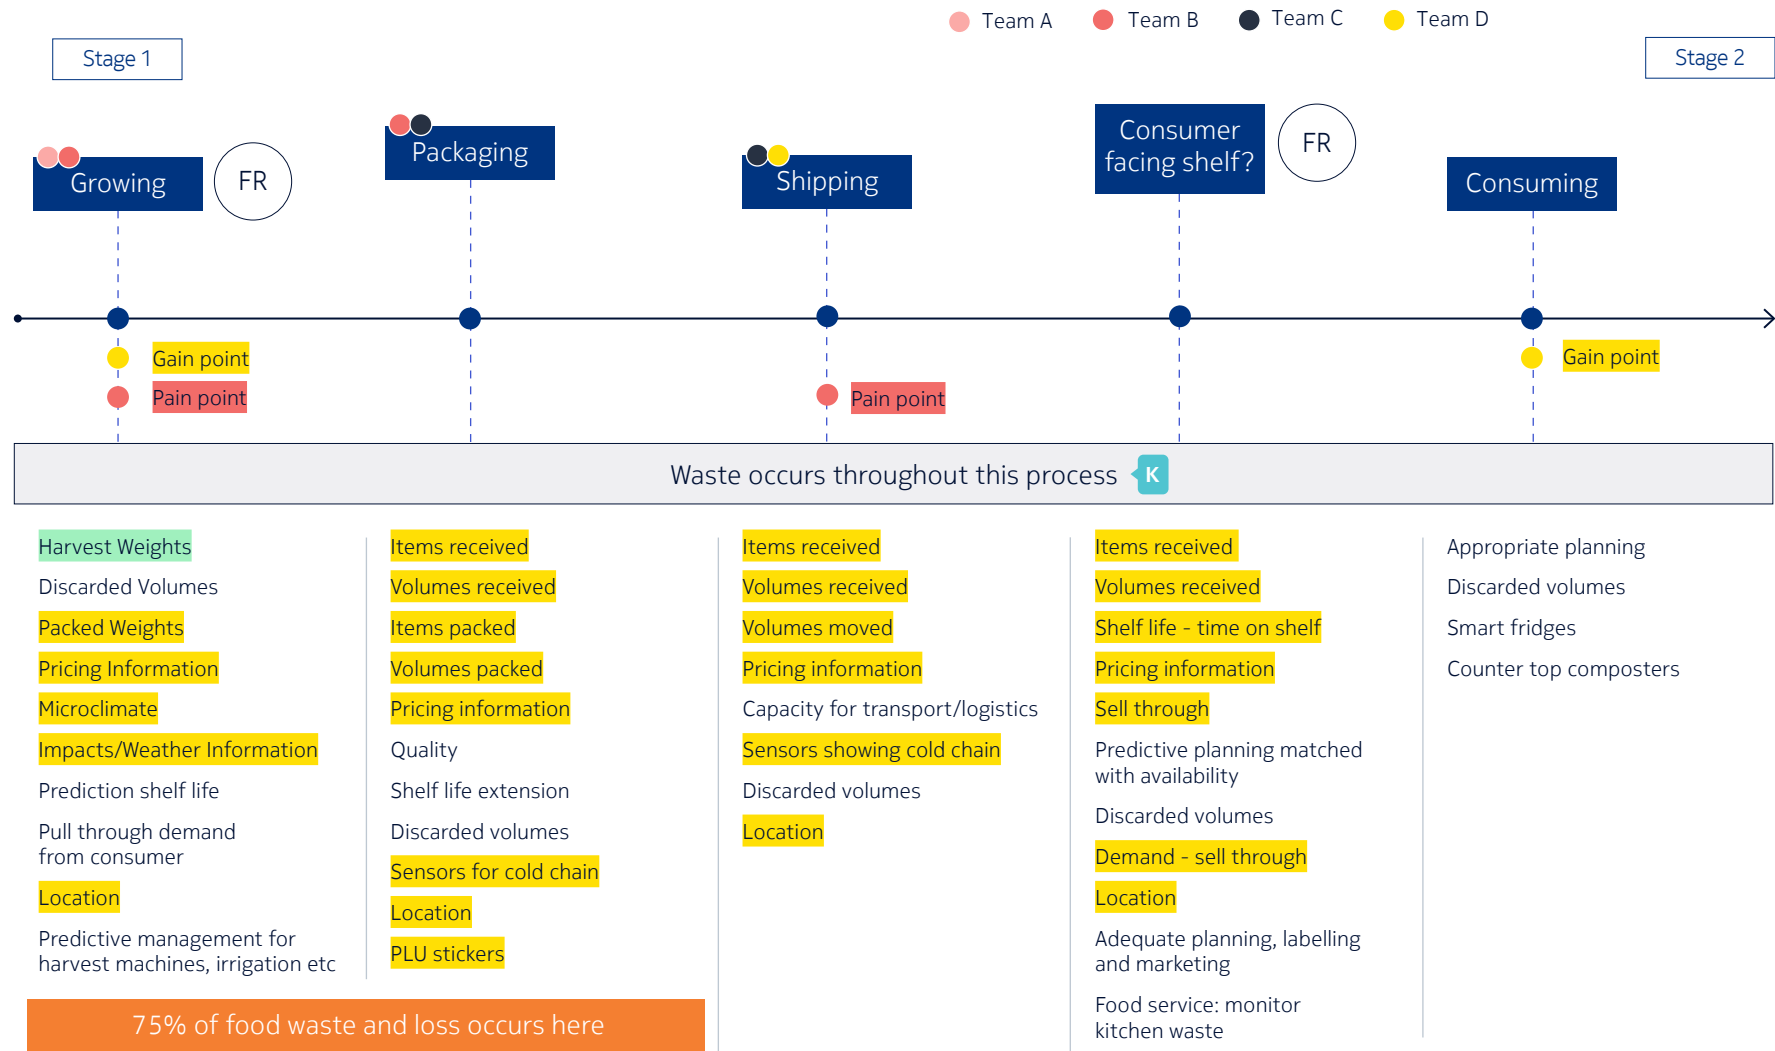 Team A
Team B
Team C
Team D
Stage 1
Stage 2
Growing
FR
Packaging
Shipping
Consumer
facing shelf?
FR
Consuming
Gain point
Pain point
Pain point
Gain point
Waste occurs throughout this process
K
Harvest Weights
Discarded Volumes
Packed Weights
Pricing Information
Microclimate
Impacts/Weather Information
Prediction shelf life
Pull through demand
from consumer
Location
Predictive management for
harvest machines, irrigation etc
75% of food waste and loss occurs here
Items received
Volumes received
Items packed
Volumes packed
Pricing information
Quality
Shelf life extension
Discarded volumes
Sensors for cold chain
Location
PLU stickers
Items received
Volumes received
Volumes moved
Pricing information
Capacity for transport/logistics
Sensors showing cold chain
Discarded volumes
Location
Items received
Volumes received
Shelf life - time on shelf
Pricing information
Sell through
Predictive planning matched
with availability
Discarded volumes
Demand - sell through
Location
Adequate planning, labelling
and marketing
Food service: monitor
kitchen waste
Appropriate planning
Discarded volumes
Smart fridges
Counter top composters